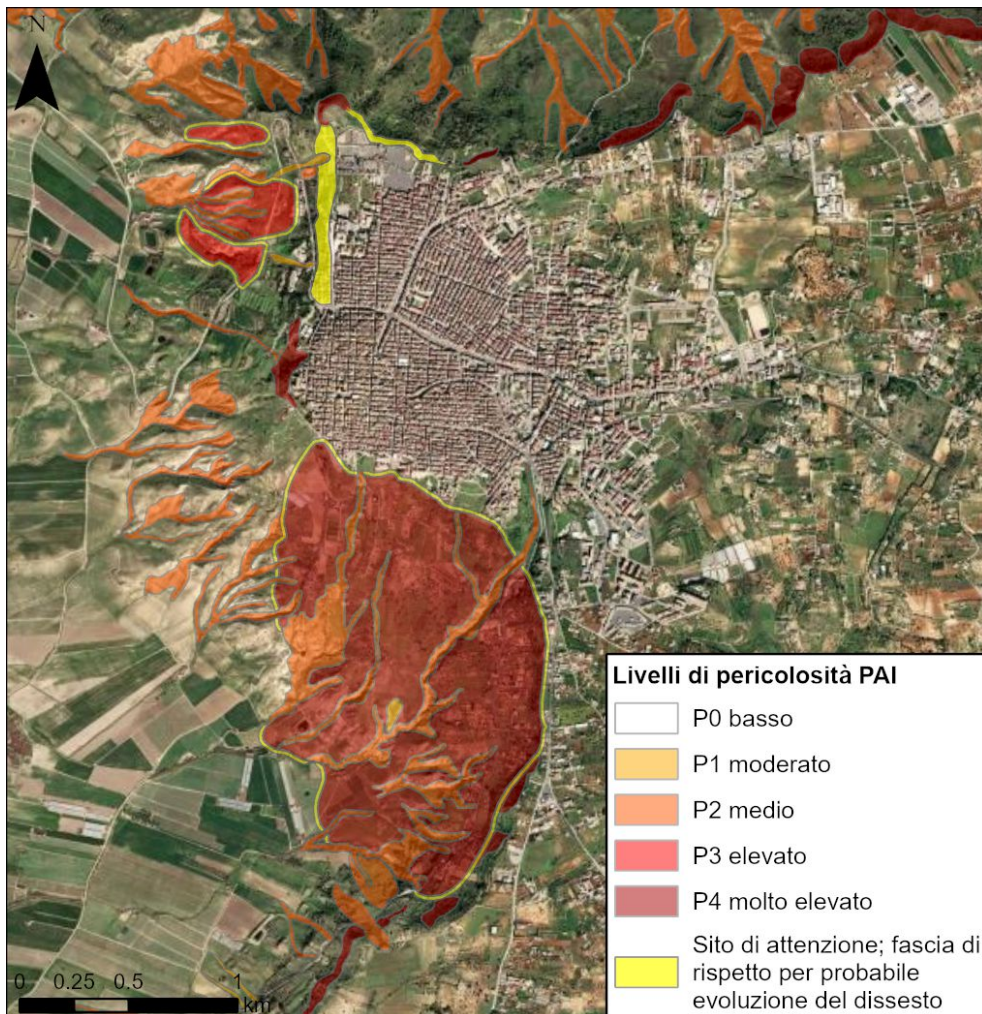 N
Livelli di pericolosità PAI
P0 basso
P1 moderato
P2 medio
P3 elevato
P4 molto elevato
Sito di attenzione; fascia di
rispetto per probabile
evoluzione del dissesto
0 0.25 0.5 1
km